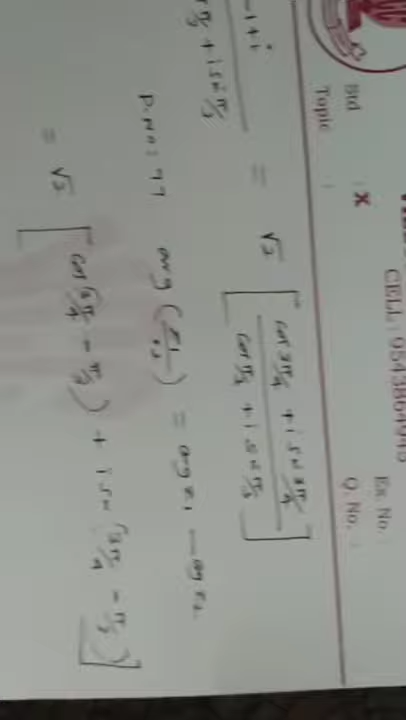 CELL : 9543864945
Std : X
Ex. No.
Topic :
Q. No. :
-1+i / cos π/3 + i sin π/3 = √2 [ cos 3π/4 + i sin 3π/4 / cos π/3 + i sin π/3 ]
P.No: 77 arg (z1/z2) = arg z1 - arg z2
= √2 [ cos (3π/4 - π/3) + i sin (3π/4 - π/3) ]